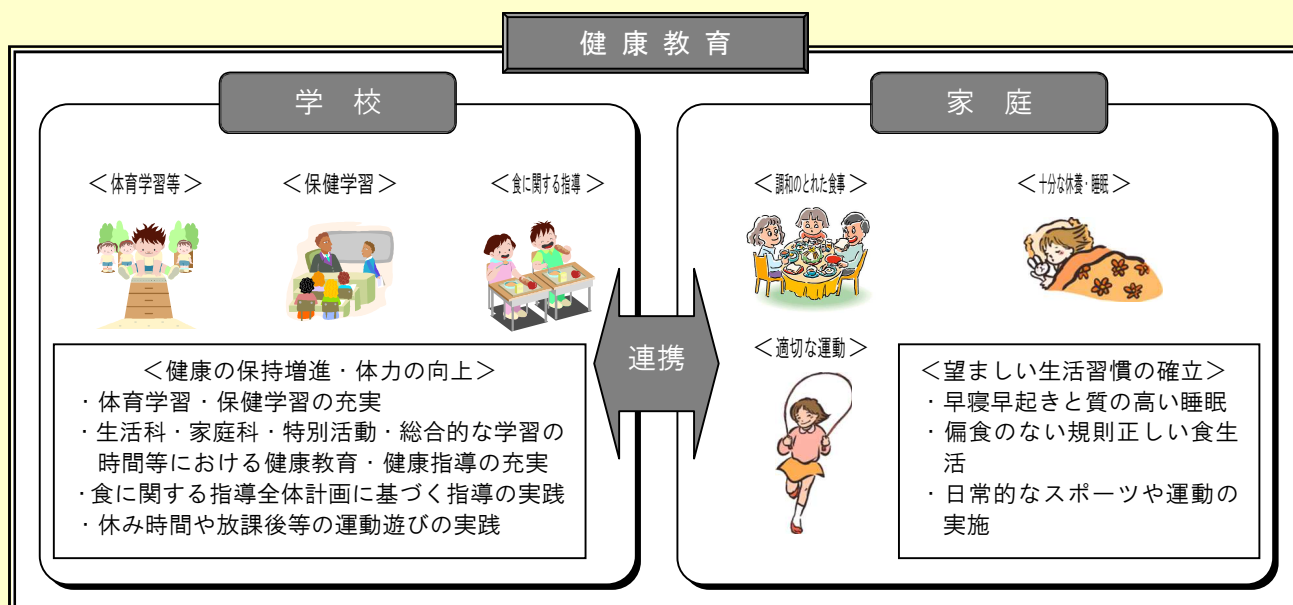 健康教育
学校
＜体育学習等＞
＜保健学習＞
＜食に関する指導＞
＜健康の保持増進・体力の向上＞
・体育学習・保健学習の充実
・生活科・家庭科・特別活動・総合的な学習の
時間等における健康教育・健康指導の充実
・食に関する指導全体計画に基づく指導の実践
・休み時間や放課後等の運動遊びの実践
連携
家庭
＜調和のとれた食事＞
＜十分な休養・睡眠＞
＜適切な運動＞
＜望ましい生活習慣の確立＞
・早寝早起きと質の高い睡眠
・偏食のない規則正しい食生
活
・日常的なスポーツや運動の
実施